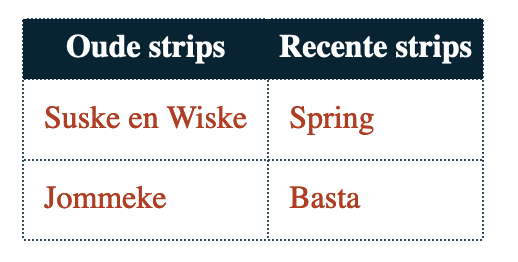 Oude strips Recente strips
Suske en Wiske Spring
Jommeke Basta